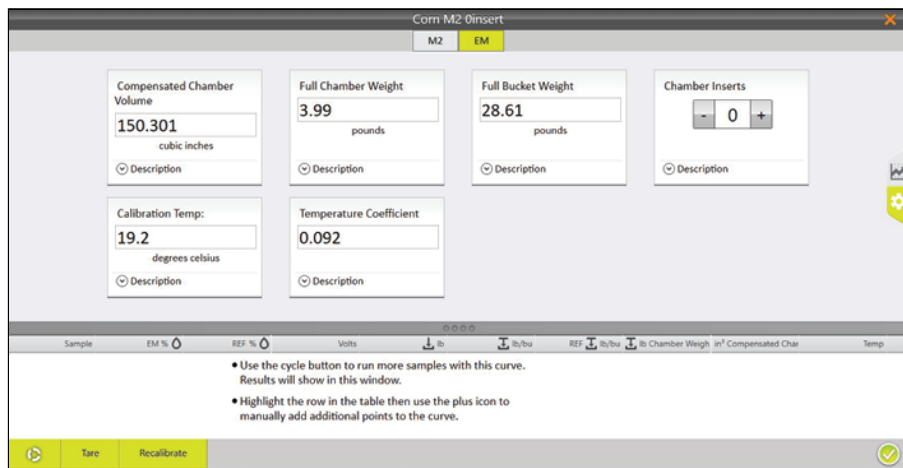 Corn M2 0insert
M2 EM
Compensated Chamber Volume
150.301
cubic inches
Description
Full Chamber Weight
3.99
pounds
Description
Full Bucket Weight
28.61
pounds
Description
Chamber Inserts
- 0 +
Description
Calibration Temp:
19.2
degrees celsius
Description
Temperature Coefficient
0.092
Description
Sample EM % REF % Volts lb lb/bu REF lb/bu lb Chamber Weigh in³ Compensated Char Temp
• Use the cycle button to run more samples with this curve.
Results will show in this window.
• Highlight the row in the table then use the plus icon to
manually add additional points to the curve.
Tare Recalibrate